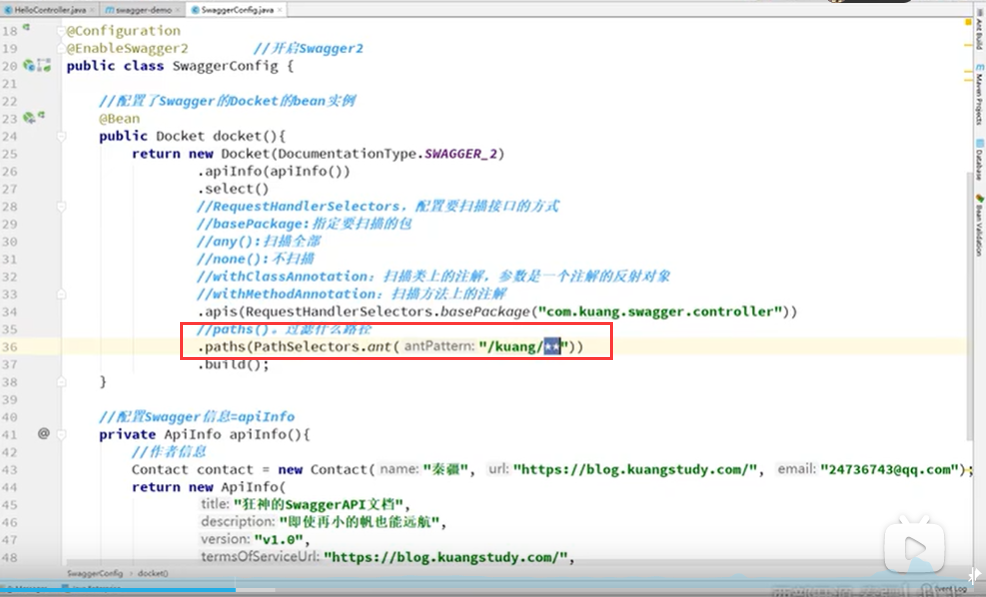 HelloController.java swagger-demo SwaggerConfig.java
18 @Configuration
19 @EnableSwagger2 //开启Swagger2
20 public class SwaggerConfig {
21
22 //配置了Swagger的Docket的bean实例
23 @Bean
24 public Docket docket(){
25 return new Docket(DocumentationType.SWAGGER_2)
26 .apiInfo(apiInfo())
27 .select()
28 //RequestHandlerSelectors，配置要扫描接口的方式
29 //basePackage:指定要扫描的包
30 //any():扫描全部
31 //none():不扫描
32 //withClassAnnotation：扫描类上的注解，参数是一个注解的反射对象
33 //withMethodAnnotation：扫描方法上的注解
34 .apis(RequestHandlerSelectors.basePackage("com.kuang.swagger.controller"))
35 //paths()。过滤什么路径
36 .paths(PathSelectors.ant( antPattern: "/kuang/**"))
37 .build();
38 }
39
40 //配置Swagger信息=apiInfo
41 @ private ApiInfo apiInfo(){
42 //作者信息
43 Contact contact = new Contact( name: "秦疆", url: "https://blog.kuangstudy.com/", email: "24736743@qq.com");
44 return new ApiInfo(
45 title: "狂神的SwaggerAPI文档",
46 description: "即使再小的帆也能远航",
47 version: "v1.0",
48 termsOfServiceUrl: "https://blog.kuangstudy.com/",
SwaggerConfig › docket()
Event Log
Ant Build
Maven Projects
Database
Bean Validation